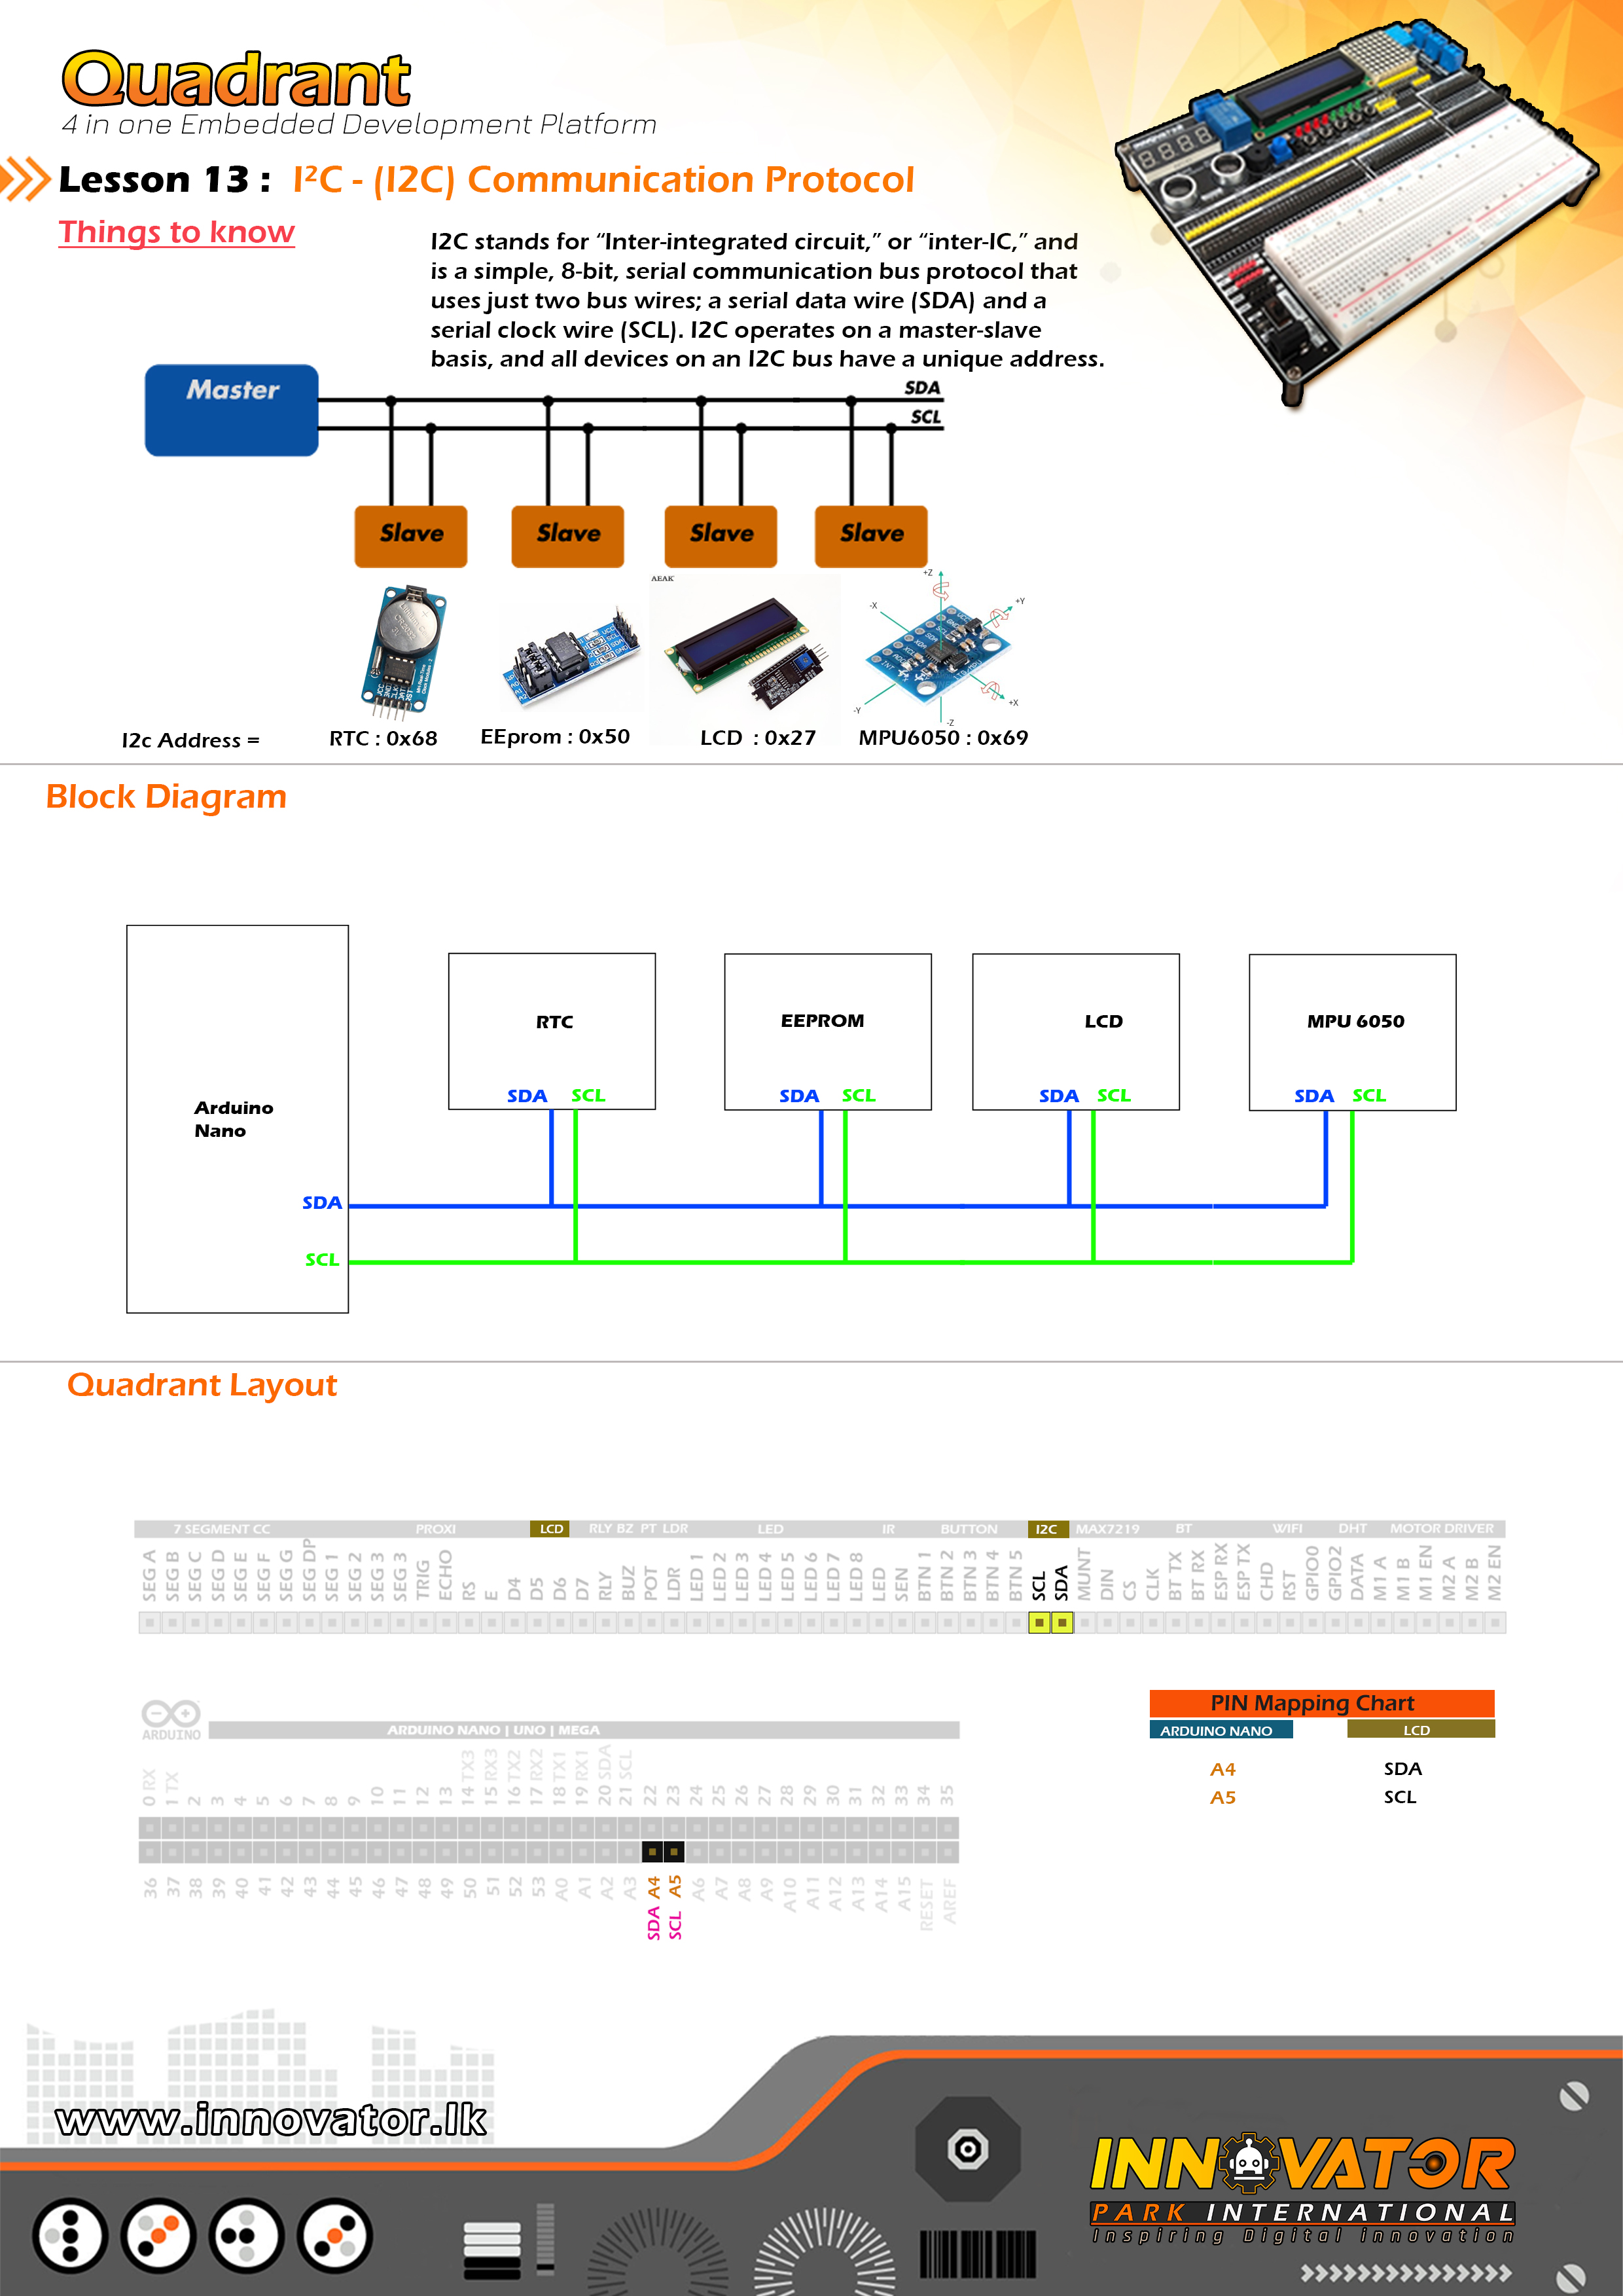 Quadrant
4 in one Embedded Development Platform
Lesson 13 : I²C - (I2C) Communication Protocol
Things to know
I2C stands for “Inter-integrated circuit,” or “inter-IC,” and
is a simple, 8-bit, serial communication bus protocol that
uses just two bus wires; a serial data wire (SDA) and a
serial clock wire (SCL). I2C operates on a master-slave
basis, and all devices on an I2C bus have a unique address.
Master
SDA
SCL
Slave Slave Slave Slave
AEAK
+Z
+Y
-X
-Y
+X
-Z
I2c Address = RTC : 0x68 EEprom : 0x50 LCD : 0x27 MPU6050 : 0x69
Block Diagram
RTC EEPROM LCD MPU 6050
SDA SCL SDA SCL SDA SCL SDA SCL
Arduino
Nano
SDA
SCL
Quadrant Layout
7 SEGMENT CC PROXI LCD RLY BZ PT LDR LED IR BUTTON I2C MAX7219 BT WIFI DHT MOTOR DRIVER
SEG A SEG B SEG C SEG D SEG E SEG F SEG G SEG DP SEG 1 SEG 2 SEG 3 SEG 3 TRIG ECHO RS E D4 D5 D6 D7 RLY BUZ POT LDR LED 1 LED 2 LED 3 LED 4 LED 5 LED 6 LED 7 LED 8 LED SEN BTN 1 BTN 2 BTN 3 BTN 4 BTN 5 SCL SDA MUNT DIN CS CLK BT TX BT RX ESP RX ESP TX CHD RST GPIO0 GPIO2 DATA M1 A M1 B M1 EN M2 A M2 B M2 EN
ARDUINO
ARDUINO NANO | UNO | MEGA
0 RX 1 TX 2 3 4 5 6 7 8 9 10 11 12 13 14 TX3 15 RX3 16 TX2 17 RX2 18 TX1 19 RX1 20 SDA 21 SCL 22 23 24 25 26 27 28 29 30 31 32 33 34 35
36 37 38 39 40 41 42 43 44 45 46 47 48 49 50 51 52 53 A0 A1 A2 A3 SDA A4 SCL A5 A6 A7 A8 A9 A10 A11 A12 A13 A14 A15 RESET AREF
PIN Mapping Chart
ARDUINO NANO LCD
A4 SDA
A5 SCL
www.innovator.lk
INNOVATOR
PARK INTERNATIONAL
Inspiring Digital innovation